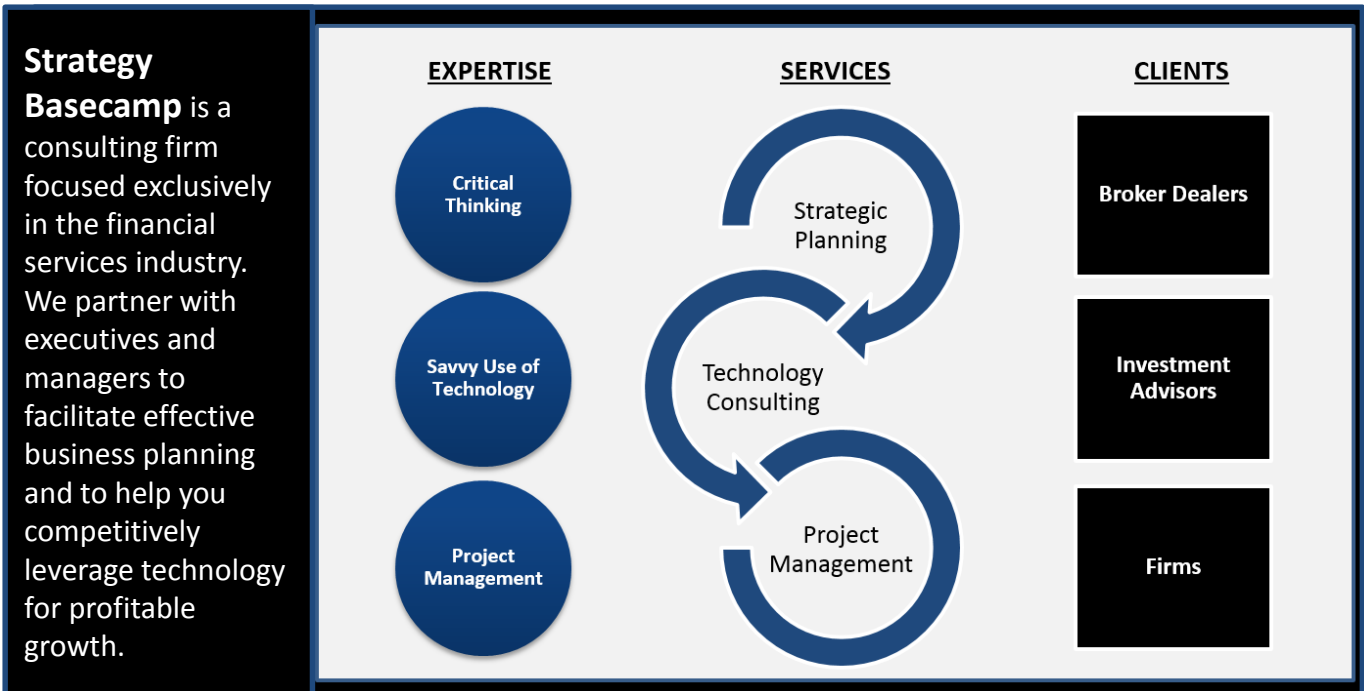 Strategy
Basecamp is a
consulting firm
focused exclusively
in the financial
services industry.
We partner with
executives and
managers to
facilitate effective
business planning
and to help you
competitively
leverage technology
for profitable
growth.
EXPERTISE
Critical
Thinking
Savvy Use of
Technology
Project
Management
SERVICES
Strategic
Planning
Technology
Consulting
Project
Management
CLIENTS
Broker Dealers
Investment
Advisors
Firms